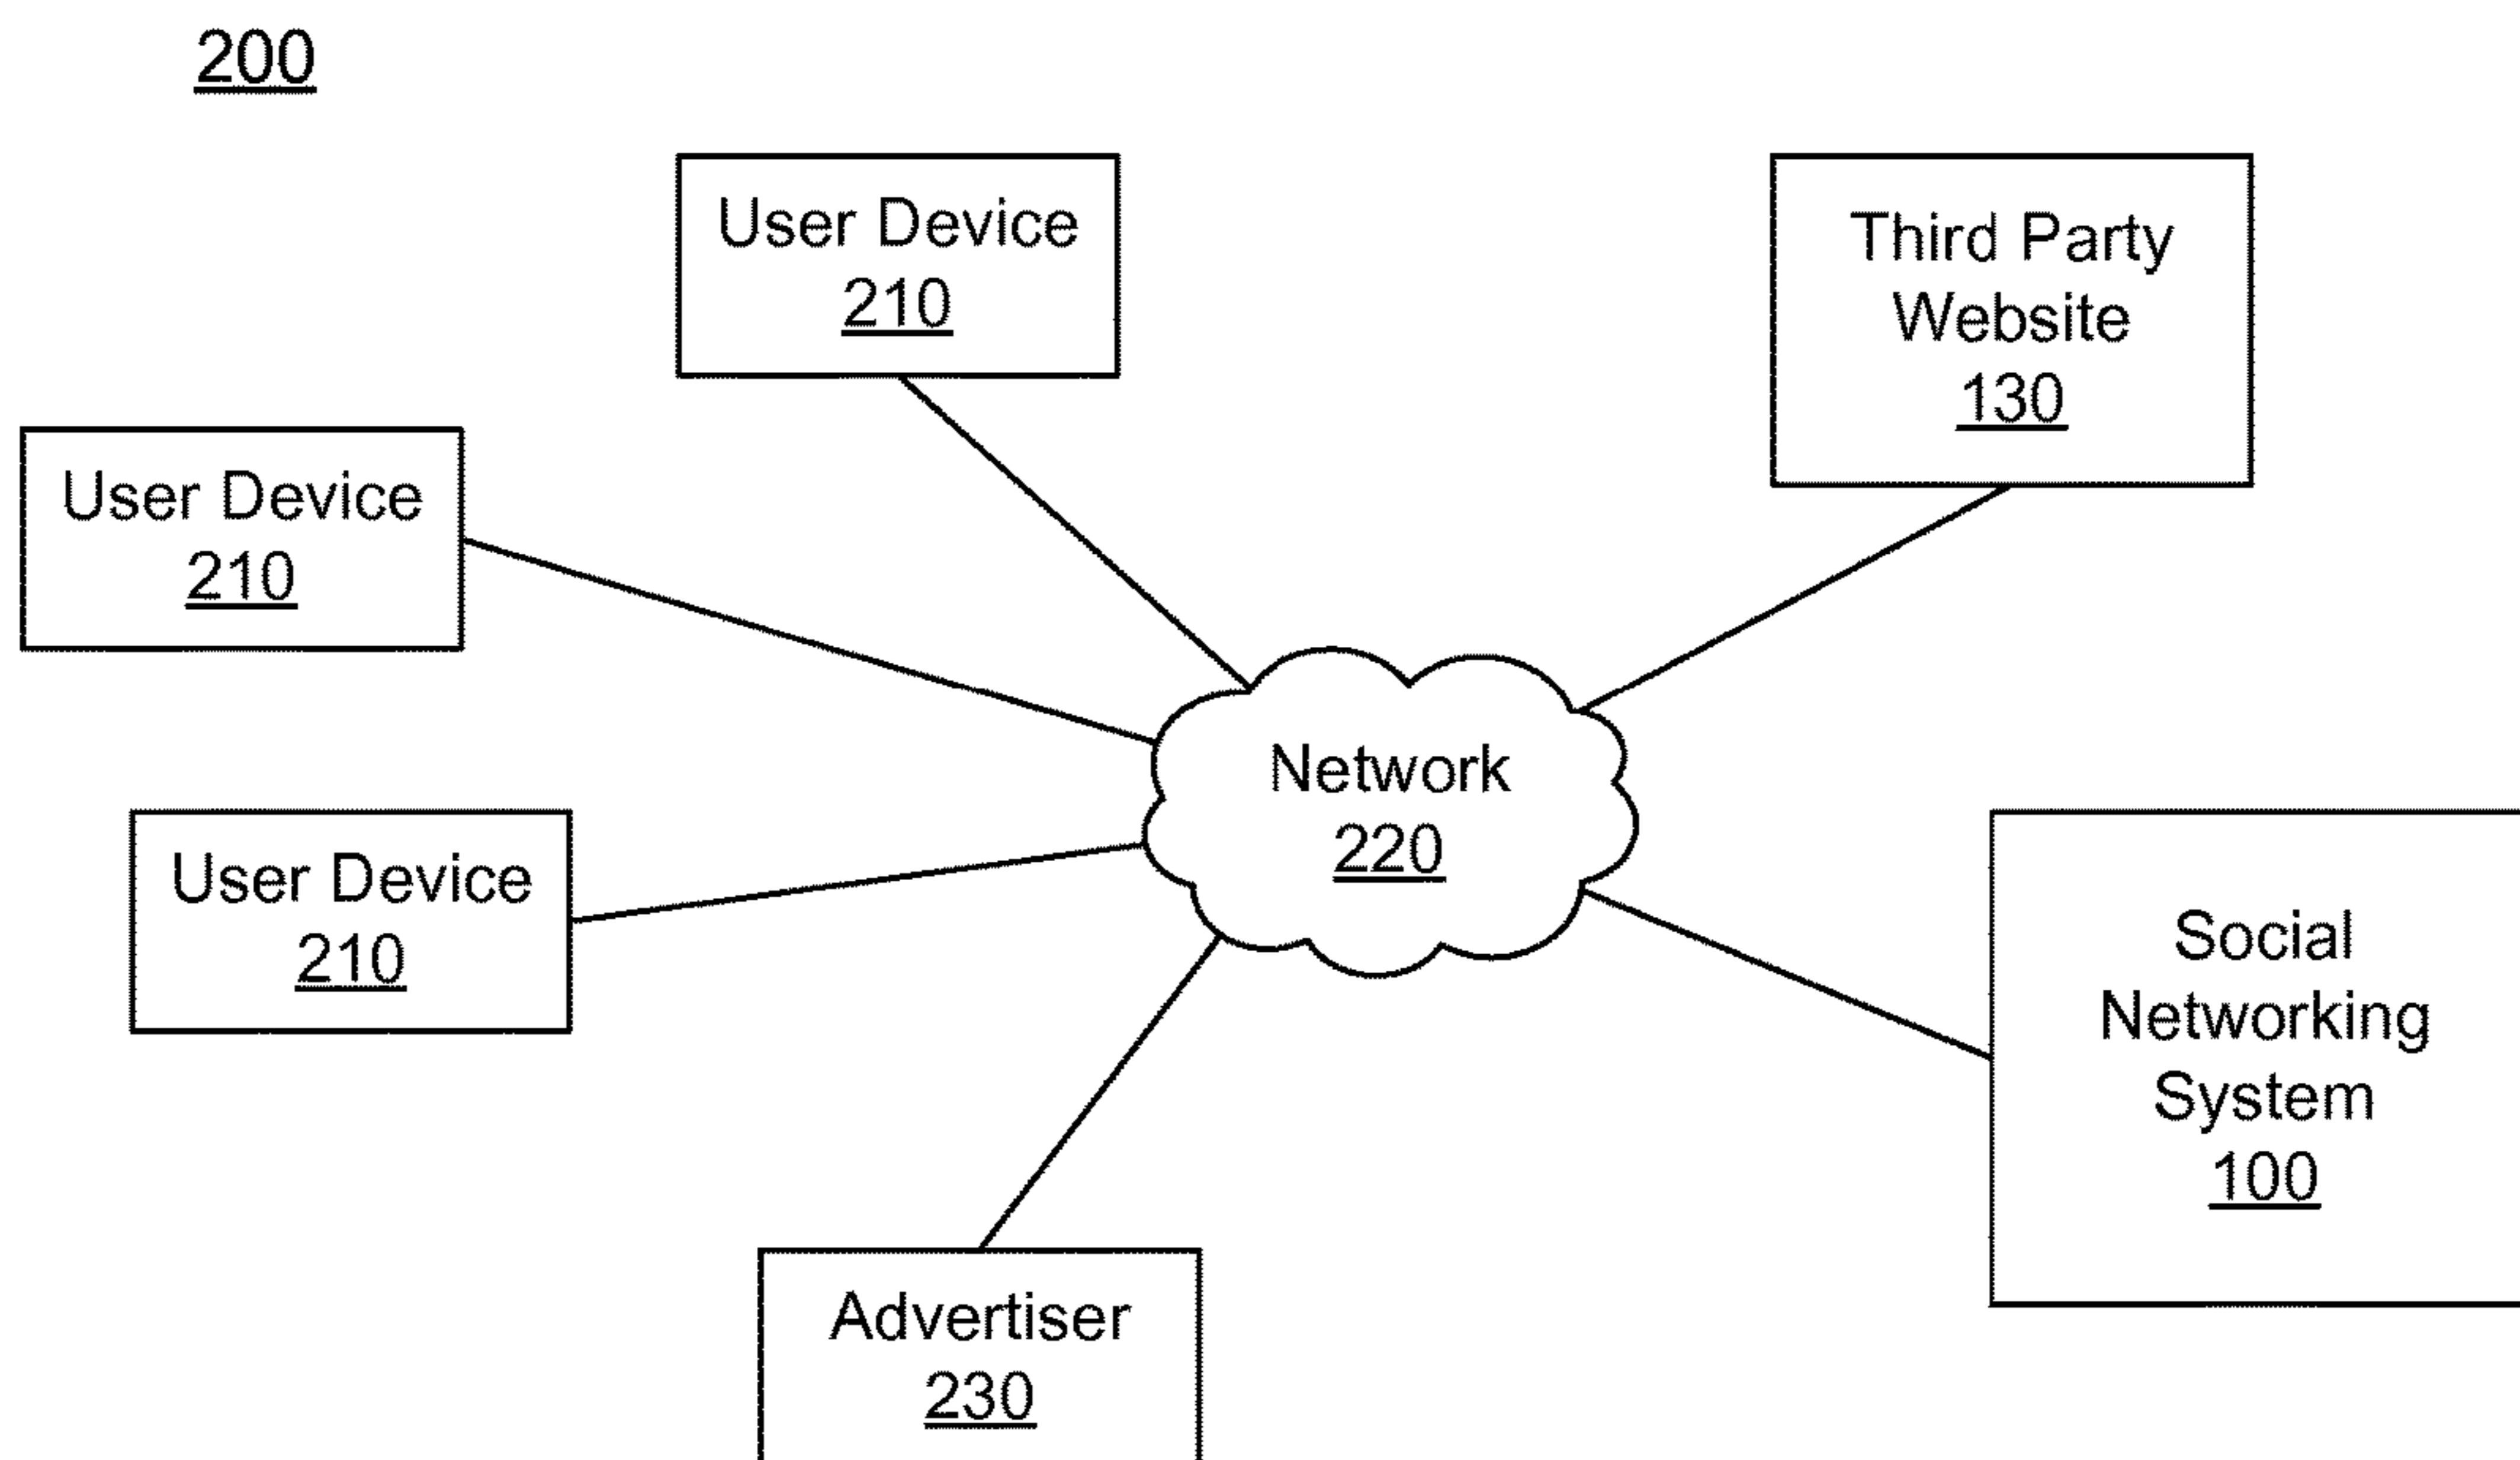 200
User Device
210
Third Party
Website
130
User Device
210
Network
220
User Device
210
Social
Networking
System
100
Advertiser
230